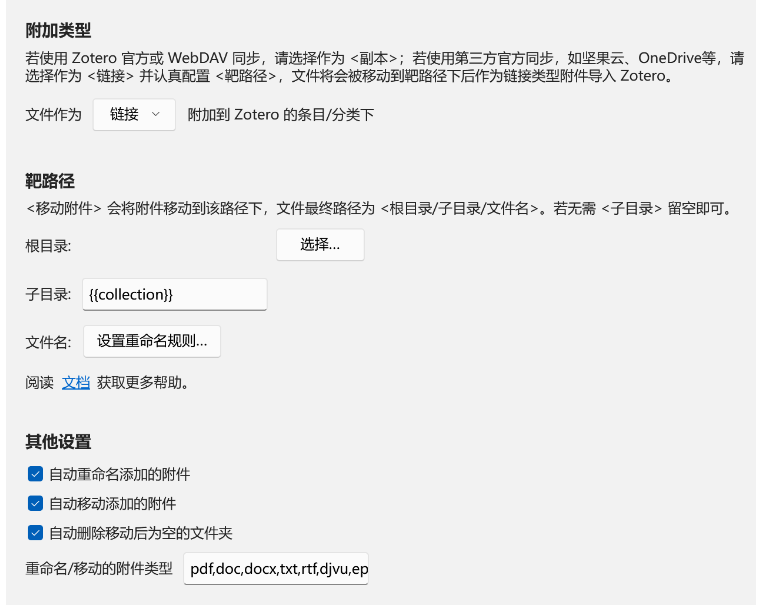 附加类型
若使用 Zotero 官方或 WebDAV 同步，请选择作为 <副本>；若使用第三方官方同步，如坚果云、OneDrive等，请
选择作为 <链接> 并认真配置 <靶路径>，文件将会被移动到靶路径下后作为链接类型附件导入 Zotero。
文件作为 链接 附加到 Zotero 的条目/分类下
靶路径
<移动附件> 会将附件移动到该路径下，文件最终路径为 <根目录/子目录/文件名>。若无需 <子目录> 留空即可。
根目录: 选择...
子目录: {{collection}}
文件名: 设置重命名规则...
阅读 文档 获取更多帮助。
其他设置
自动重命名添加的附件
自动移动添加的附件
自动删除移动后为空的文件夹
重命名/移动的附件类型 pdf,doc,docx,txt,rtf,djvu,ep